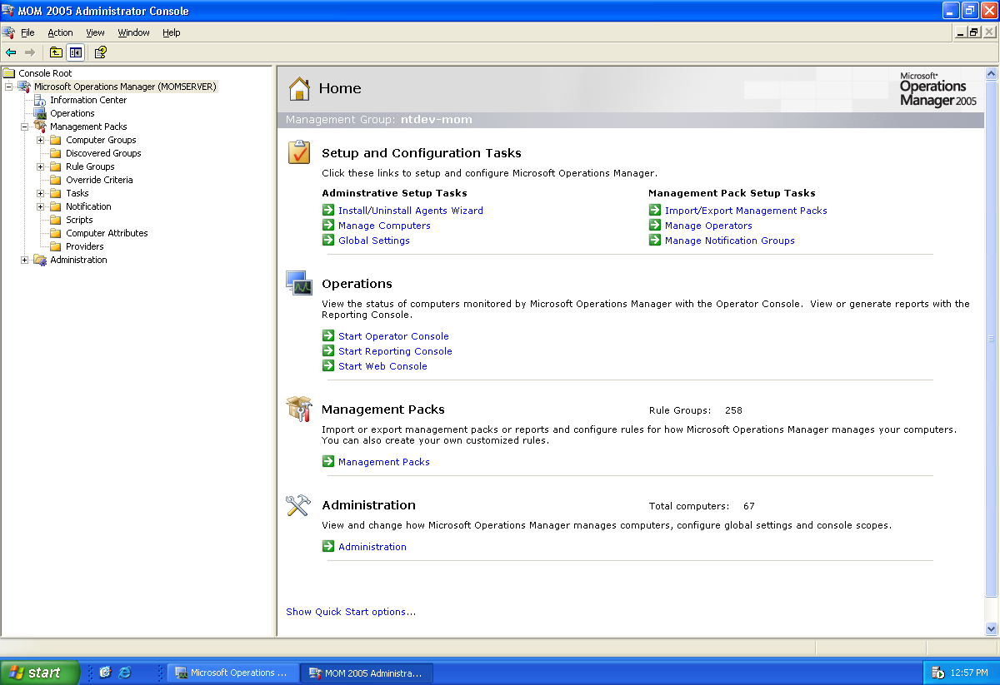 MOM 2005 Administrator Console
File Action View Window Help
Console Root
Microsoft Operations Manager (MOMSERVER)
Information Center
Operations
Management Packs
Computer Groups
Discovered Groups
Rule Groups
Override Criteria
Tasks
Notification
Scripts
Computer Attributes
Providers
Administration
Home
Microsoft
Operations
Manager 2005
Management Group: ntdev-mom
Setup and Configuration Tasks
Click these links to setup and configure Microsoft Operations Manager.
Adminstrative Setup Tasks
Install/Uninstall Agents Wizard
Manage Computers
Global Settings
Management Pack Setup Tasks
Import/Export Management Packs
Manage Operators
Manage Notification Groups
Operations
View the status of computers monitored by Microsoft Operations Manager with the Operator Console. View or generate reports with the
Reporting Console.
Start Operator Console
Start Reporting Console
Start Web Console
Management Packs
Rule Groups: 258
Import or export management packs or reports and configure rules for how Microsoft Operations Manager manages your computers.
You can also create your own customized rules.
Management Packs
Administration
Total computers: 67
View and change how Microsoft Operations Manager manages computers, configure global settings and console scopes.
Administration
Show Quick Start options...
start
Microsoft Operations ...
MOM 2005 Administra...
12:57 PM